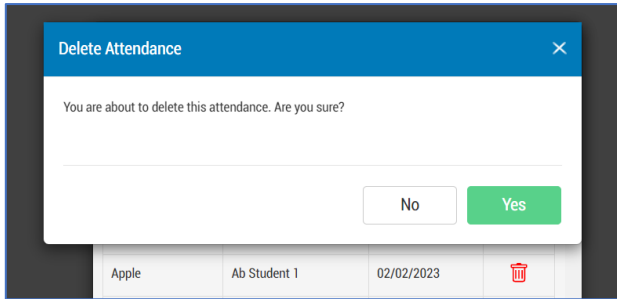 Delete Attendance
You are about to delete this attendance. Are you sure?
No Yes
Apple Ab Student 1 02/02/2023